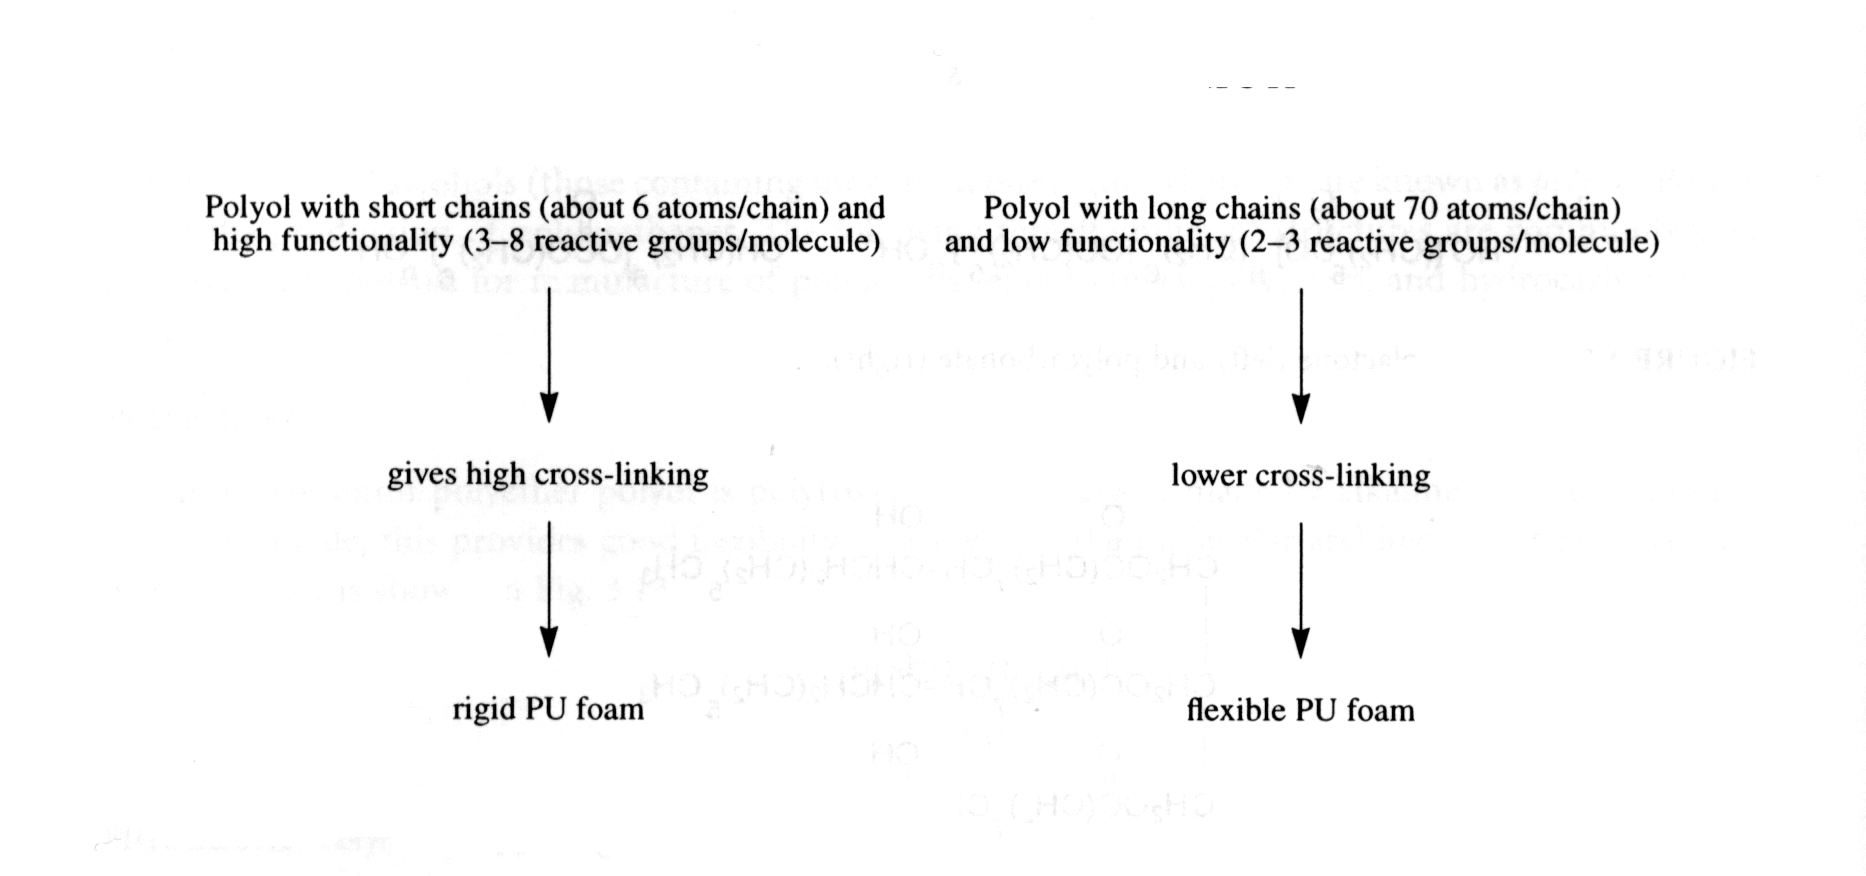 Polyol with short chains (about 6 atoms/chain) and
high functionality (3–8 reactive groups/molecule)
Polyol with long chains (about 70 atoms/chain)
and low functionality (2–3 reactive groups/molecule)
gives high cross-linking
lower cross-linking
rigid PU foam
flexible PU foam